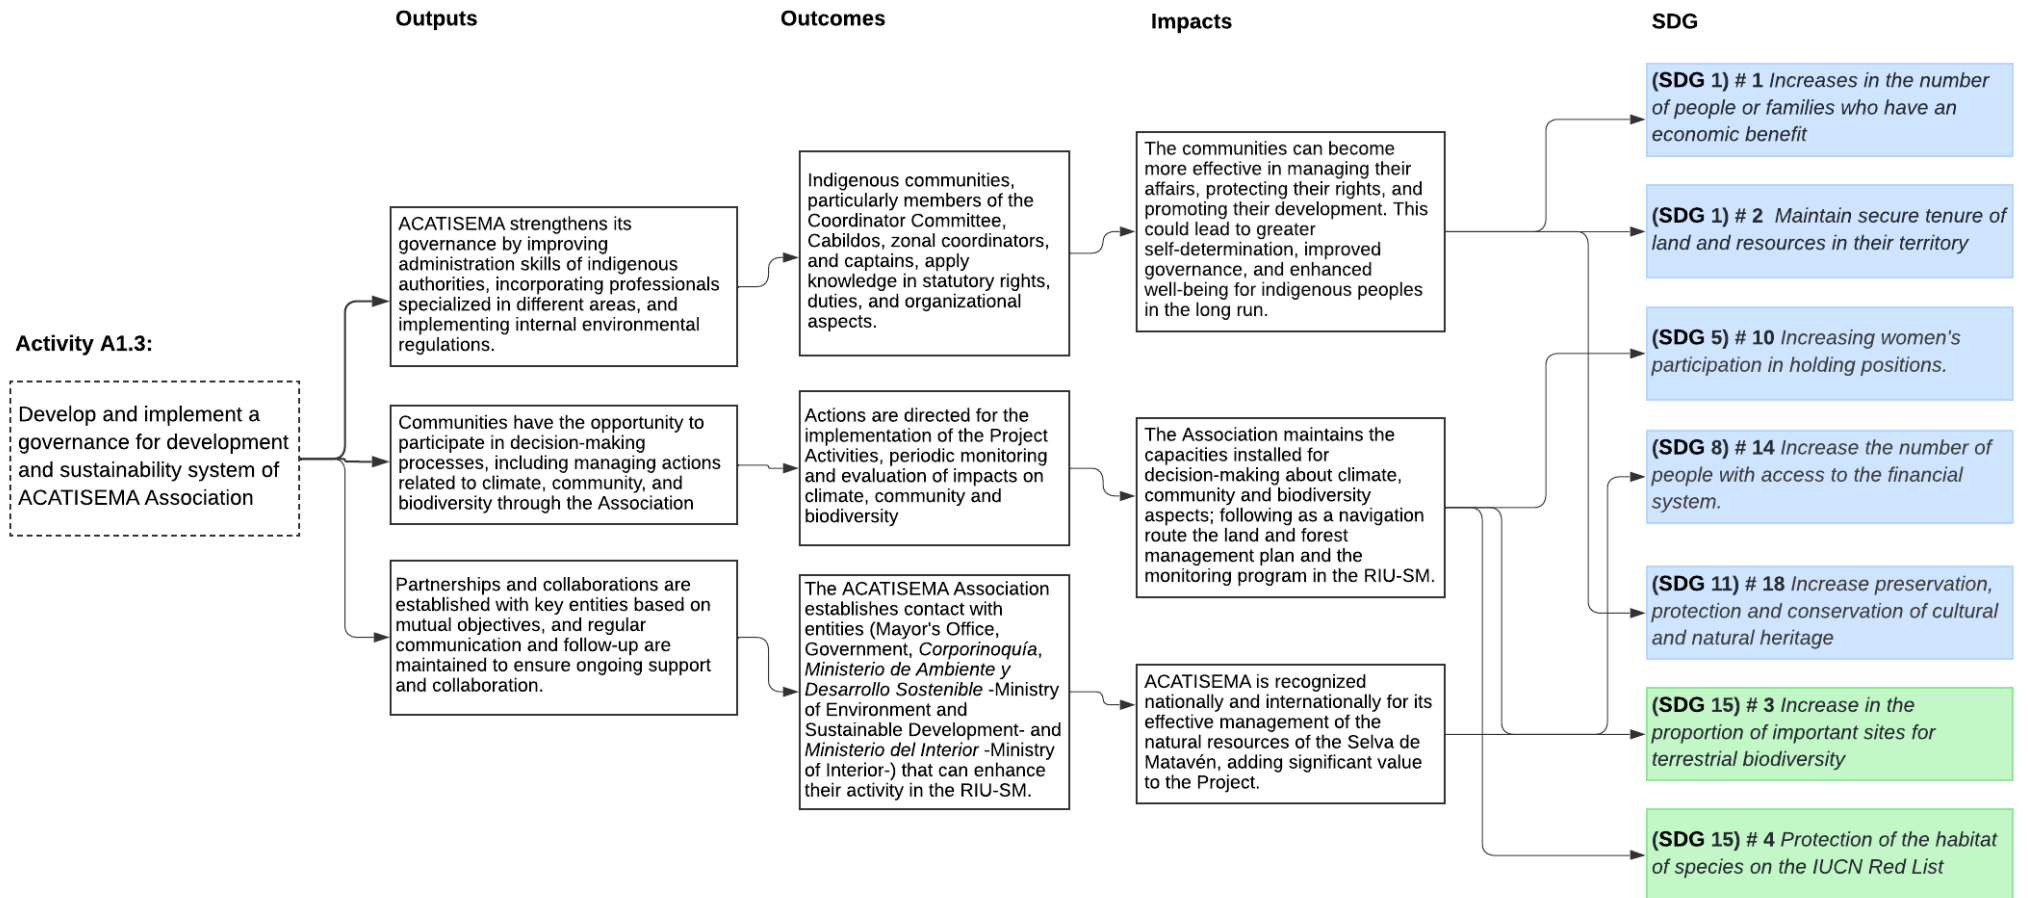 Outputs
Outcomes
Impacts
SDG
Activity A1.3:
Develop and implement a
governance for development
and sustainability system of
ACATISEMA Association
ACATISEMA strengthens its
governance by improving
administration skills of indigenous
authorities, incorporating professionals
specialized in different areas, and
implementing internal environmental
regulations.
Communities have the opportunity to
participate in decision-making
processes, including managing actions
related to climate, community, and
biodiversity through the Association
Partnerships and collaborations are
established with key entities based on
mutual objectives, and regular
communication and follow-up are
maintained to ensure ongoing support
and collaboration.
Indigenous communities,
particularly members of the
Coordinator Committee,
Cabildos, zonal coordinators,
and captains, apply
knowledge in statutory rights,
duties, and organizational
aspects.
Actions are directed for the
implementation of the Project
Activities, periodic monitoring
and evaluation of impacts on
climate, community and
biodiversity
The ACATISEMA Association
establishes contact with
entities (Mayor's Office,
Government, Corporinoquía,
Ministerio de Ambiente y
Desarrollo Sostenible -Ministry
of Environment and
Sustainable Development- and
Ministerio del Interior -Ministry
of Interior-) that can enhance
their activity in the RIU-SM.
The communities can become
more effective in managing their
affairs, protecting their rights, and
promoting their development. This
could lead to greater
self-determination, improved
governance, and enhanced
well-being for indigenous peoples
in the long run.
The Association maintains the
capacities installed for
decision-making about climate,
community and biodiversity
aspects; following as a navigation
route the land and forest
management plan and the
monitoring program in the RIU-SM.
ACATISEMA is recognized
nationally and internationally for its
effective management of the
natural resources of the Selva de
Matavén, adding significant value
to the Project.
(SDG 1) # 1 Increases in the number
of people or families who have an
economic benefit
(SDG 1) # 2 Maintain secure tenure of
land and resources in their territory
(SDG 5) # 10 Increasing women's
participation in holding positions.
(SDG 8) # 14 Increase the number of
people with access to the financial
system.
(SDG 11) # 18 Increase preservation,
protection and conservation of cultural
and natural heritage
(SDG 15) # 3 Increase in the
proportion of important sites for
terrestrial biodiversity
(SDG 15) # 4 Protection of the habitat
of species on the IUCN Red List